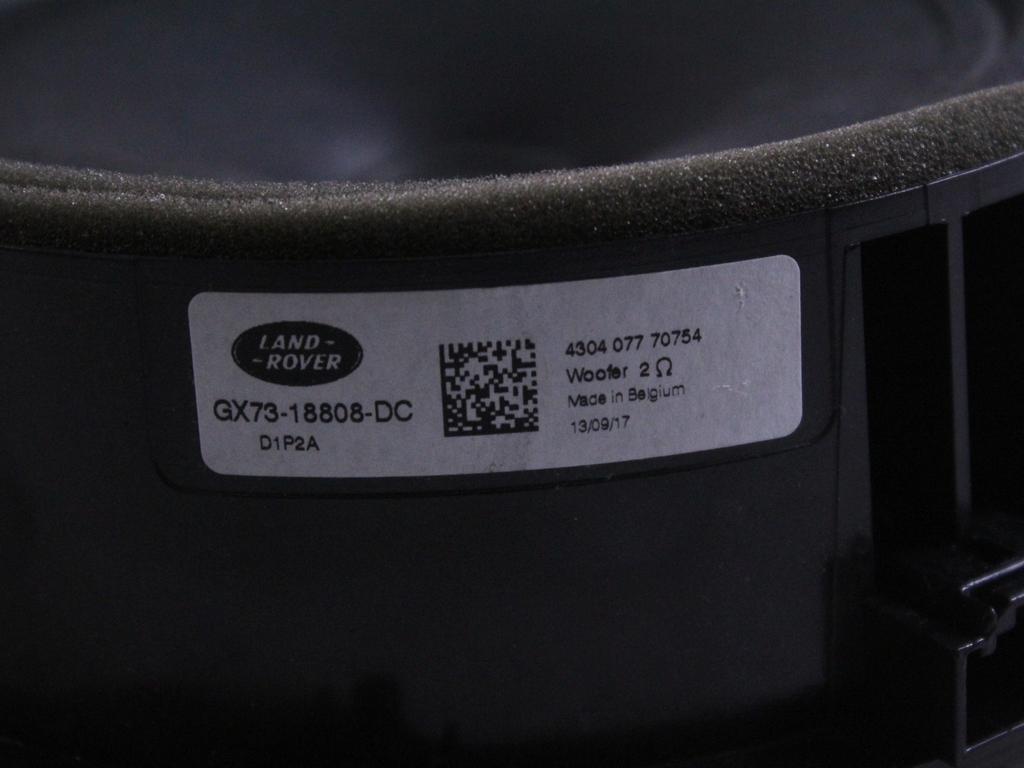 LAND-
-ROVER
GX73-18808-DC
D1P2A
4304 077 70754
Woofer 2 Ω
Made in Belgium
13/09/17